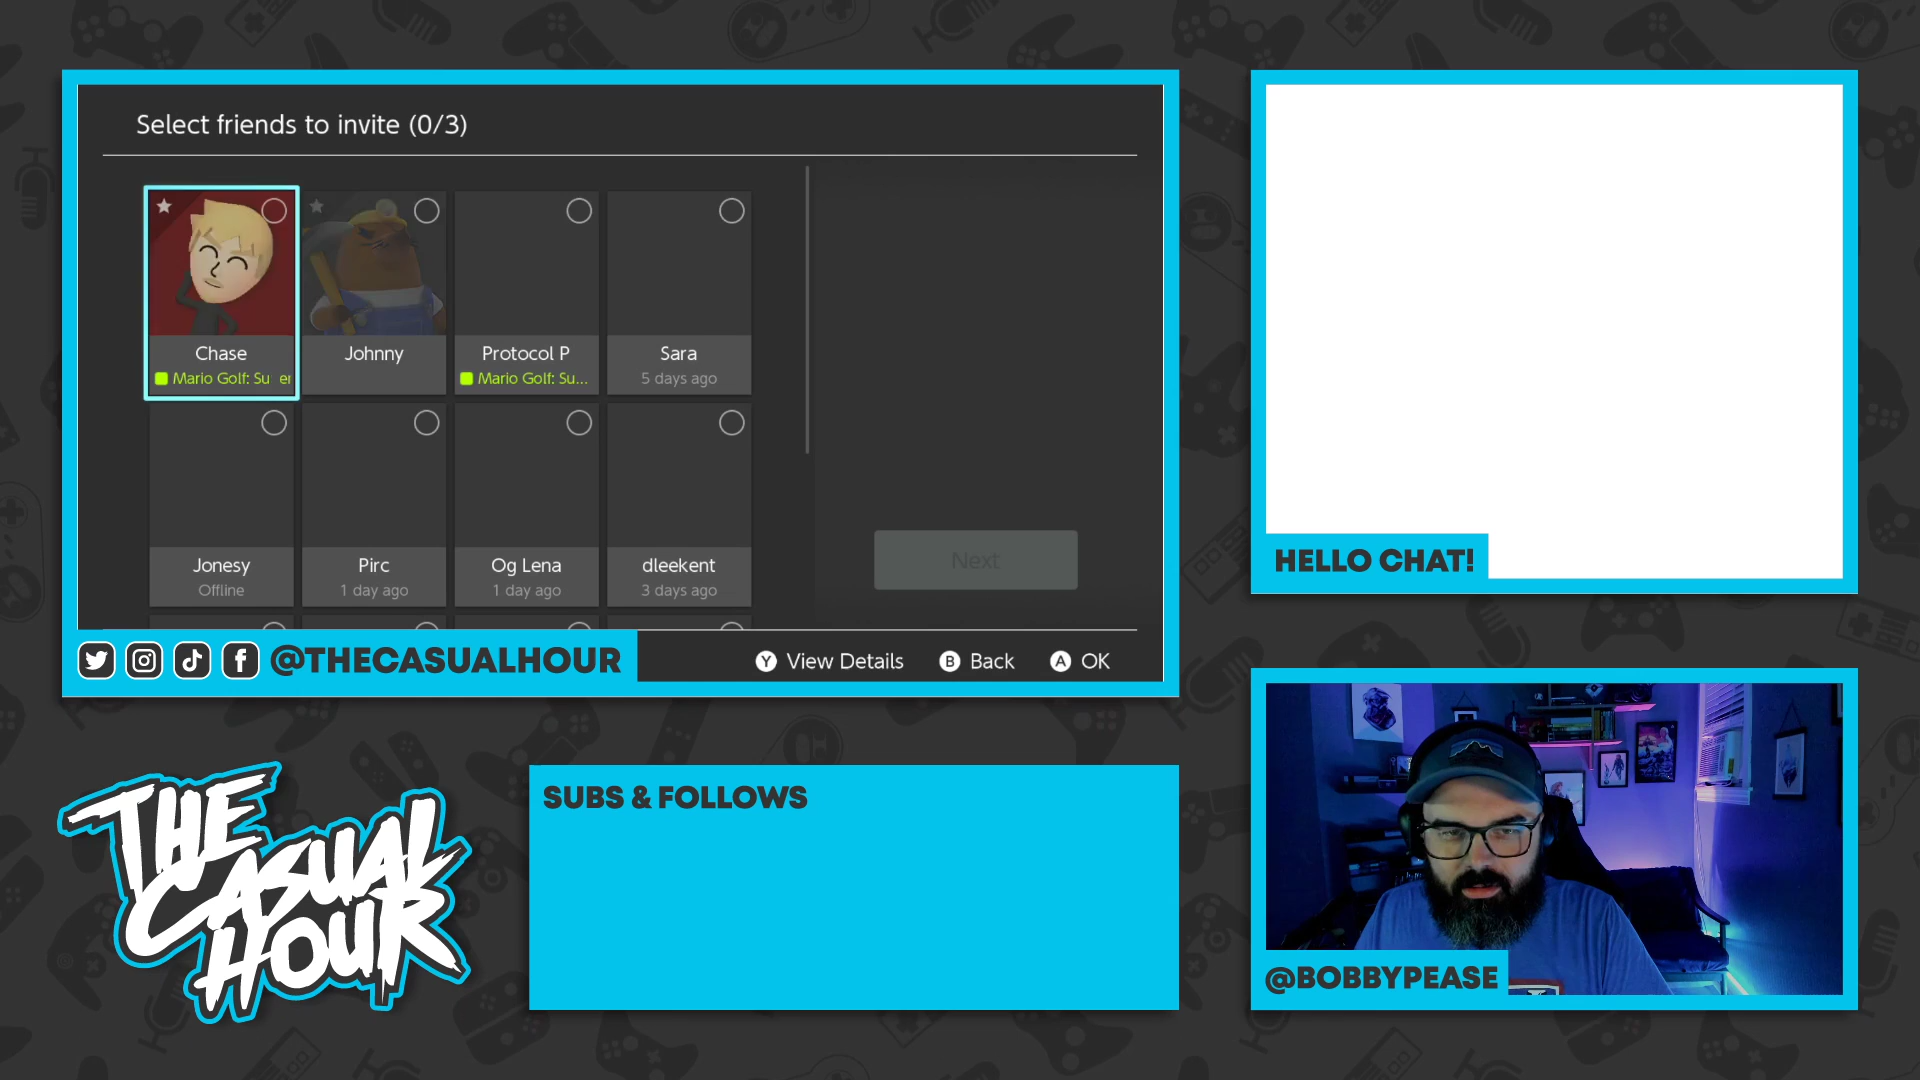 Select friends to invite (0/3)
Chase
Mario Golf: Su er
Johnny
Protocol P
Mario Golf: Su...
Sara
5 days ago
Jonesy
Offline
Pirc
1 day ago
Og Lena
1 day ago
dleekent
3 days ago
Next
@THECASUALHOUR
Y View Details
B Back
A OK
HELLO CHAT!
THE
CASUAL
HOUR
SUBS & FOLLOWS
@BOBBYPEASE